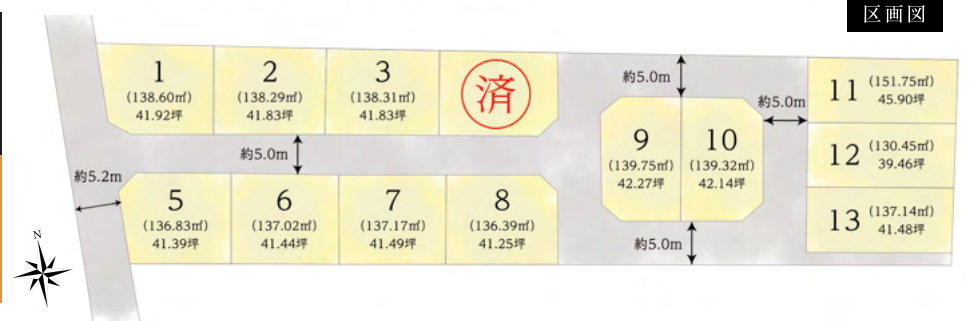 区画図
1
(138.60㎡)
41.92坪
2
(138.29㎡)
41.83坪
3
(138.31㎡)
41.83坪
済
約5.0m
約5.0m
11 (151.75㎡)
45.90坪
9
(139.75㎡)
42.27坪
10
(139.32㎡)
42.14坪
12 (130.45㎡)
39.46坪
約5.0m
約5.2m
5
(136.83㎡)
41.39坪
6
(137.02㎡)
41.44坪
7
(137.17㎡)
41.49坪
8
(136.39㎡)
41.25坪
13 (137.14㎡)
41.48坪
約5.0m
N